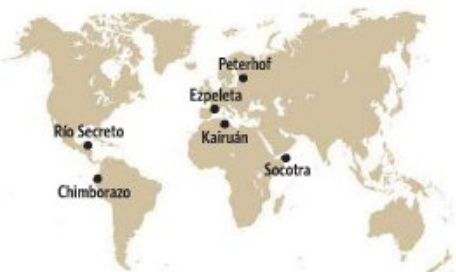 Peterhof
Ezpeleta
Kairuán
Río Secreto
Socotra
Chimborazo